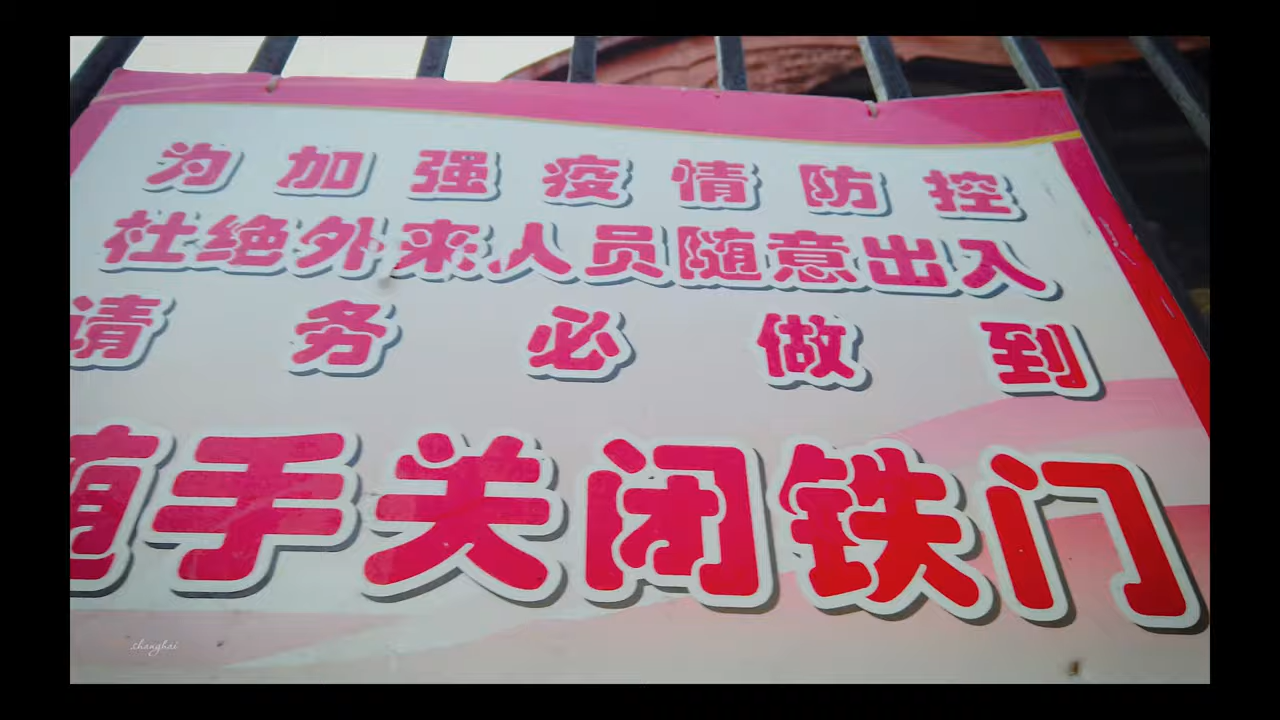 为加强疫情防控
杜绝外来人员随意出入
请务必做到
随手关闭铁门
shanghai